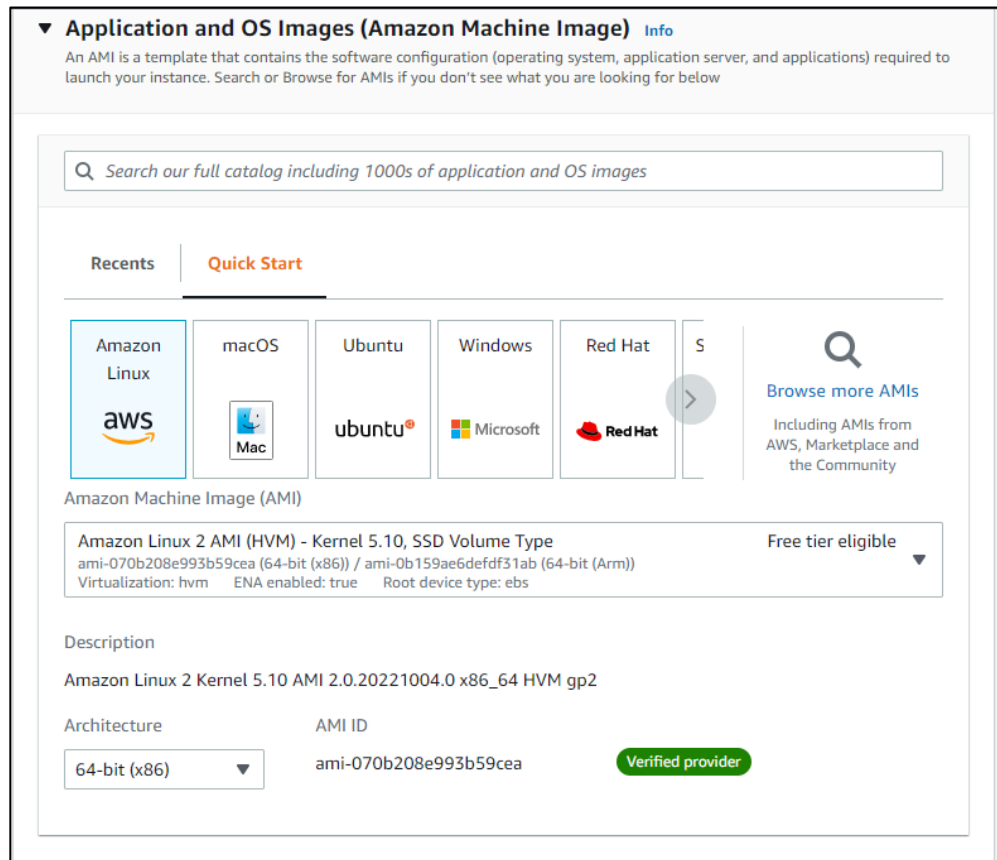 Application and OS Images (Amazon Machine Image) Info
An AMI is a template that contains the software configuration (operating system, application server, and applications) required to
launch your instance. Search or Browse for AMIs if you don't see what you are looking for below
Search our full catalog including 1000s of application and OS images
Recents
Quick Start
Amazon
Linux
aws
macOS
Mac
Ubuntu
ubuntu®
Windows
Microsoft
Red Hat
Red Hat
S
Browse more AMIs
Including AMIs from
AWS, Marketplace and
the Community
Amazon Machine Image (AMI)
Amazon Linux 2 AMI (HVM) - Kernel 5.10, SSD Volume Type
Free tier eligible
ami-070b208e993b59cea (64-bit (x86)) / ami-0b159ae6defdf31ab (64-bit (Arm))
Virtualization: hvm ENA enabled: true Root device type: ebs
Description
Amazon Linux 2 Kernel 5.10 AMI 2.0.20221004.0 x86_64 HVM gp2
Architecture
AMI ID
64-bit (x86)
ami-070b208e993b59cea
Verified provider